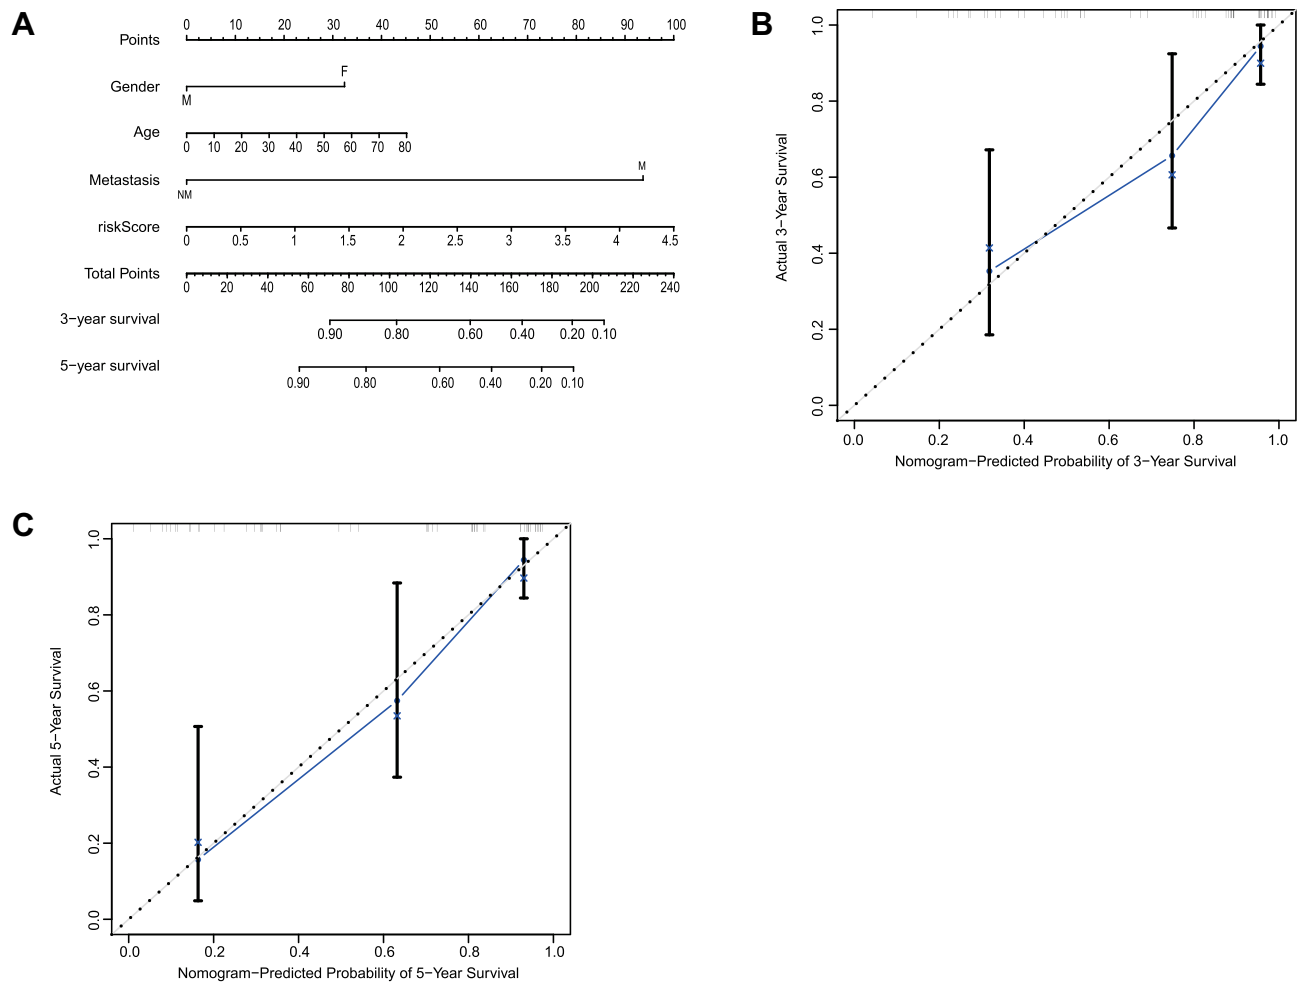 A
0 10 20 30 40 50 60 70 80 90 100
Points
F
Gender
M
Age
0 10 20 30 40 50 60 70 80
M
Metastasis
NM
riskScore
0 0.5 1 1.5 2 2.5 3 3.5 4 4.5
Total Points
0 20 40 60 80 100 120 140 160 180 200 220 240
3−year survival
0.90 0.80 0.60 0.40 0.20 0.10
5−year survival
0.90 0.80 0.60 0.40 0.20 0.10
B
Actual 3−Year Survival
1.0
0.8
0.6
0.4
0.2
0.0
0.0 0.2 0.4 0.6 0.8 1.0
Nomogram−Predicted Probability of 3−Year Survival
C
Actual 5−Year Survival
1.0
0.8
0.6
0.4
0.2
0.0
0.0 0.2 0.4 0.6 0.8 1.0
Nomogram−Predicted Probability of 5−Year Survival